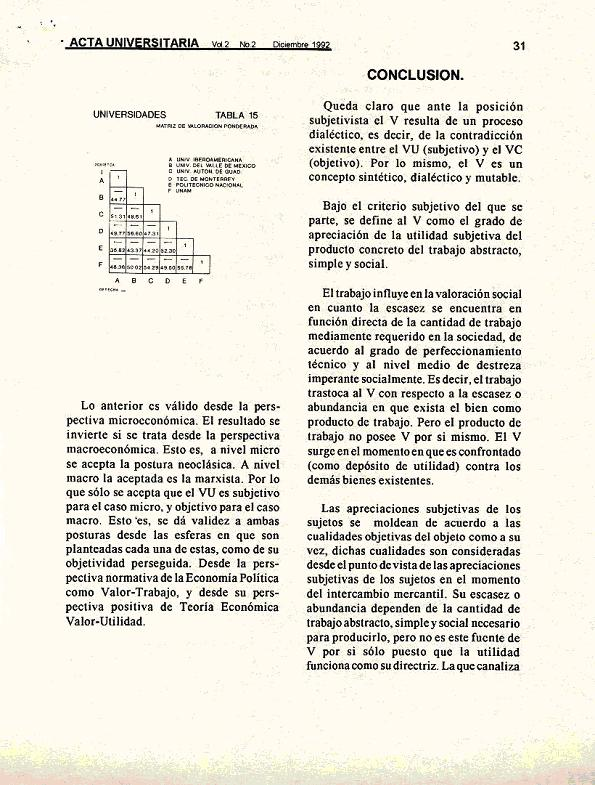 ACTA UNIVERSITARIA Vol.2 No.2 Diciembre 1992 31
UNIVERSIDADES TABLA 15
MATRIZ DE VALORACION PONDERADA
A UNIV. IBEROAMERICANA
B UNIV. DEL VALLE DE MEXICO
C UNIV. AUTON. DE GUAD.
D TEC. DE MONTERREY
E POLITECNICO NACIONAL
F UNAM
A 1
B 44.77 1
C 51.31 1
D 47.31 1
E 44.20 52.30 1
F 50.02 54.29 1
A B C D E F
Lo anterior es válido desde la pers-
pectiva microeconómica. El resultado se
invierte si se trata desde la perspectiva
macroeconómica. Esto es, a nivel micro
se acepta la postura neoclásica. A nivel
macro la aceptada es la marxista. Por lo
que sólo se acepta que el VU es subjetivo
para el caso micro, y objetivo para el caso
macro. Esto es, se dá validez a ambas
posturas desde las esferas en que son
planteadas cada una de estas, como de su
objetividad perseguida. Desde la pers-
pectiva normativa de la Economía Política
como Valor-Trabajo, y desde su pers-
pectiva positiva de Teoría Económica
Valor-Utilidad.
CONCLUSION.
Queda claro que ante la posición
subjetivista el V resulta de un proceso
dialéctico, es decir, de la contradicción
existente entre el VU (subjetivo) y el VC
(objetivo). Por lo mismo, el V es un
concepto sintético, dialéctico y mutable.
Bajo el criterio subjetivo del que se
parte, se define al V como el grado de
apreciación de la utilidad subjetiva del
producto concreto del trabajo abstracto,
simple y social.
El trabajo influye en la valoración social
en cuanto la escasez se encuentra en
función directa de la cantidad de trabajo
mediamente requerido en la sociedad, de
acuerdo al grado de perfeccionamiento
técnico y al nivel medio de destreza
imperante socialmente. Es decir, el trabajo
trastoca al V con respecto a la escasez o
abundancia en que exista el bien como
producto de trabajo. Pero el producto de
trabajo no posee V por si mismo. El V
surge en el momento en que es confrontado
(como depósito de utilidad) contra los
demás bienes existentes.
Las apreciaciones subjetivas de los
sujetos se moldean de acuerdo a las
cualidades objetivas del objeto como a su
vez, dichas cualidades son consideradas
desde el punto de vista de las apreciaciones
subjetivas de los sujetos en el momento
del intercambio mercantil. Su escasez o
abundancia dependen de la cantidad de
trabajo abstracto, simple y social necesario
para producirlo, pero no es este fuente de
V por si sólo puesto que la utilidad
funciona como su directriz. La que canaliza